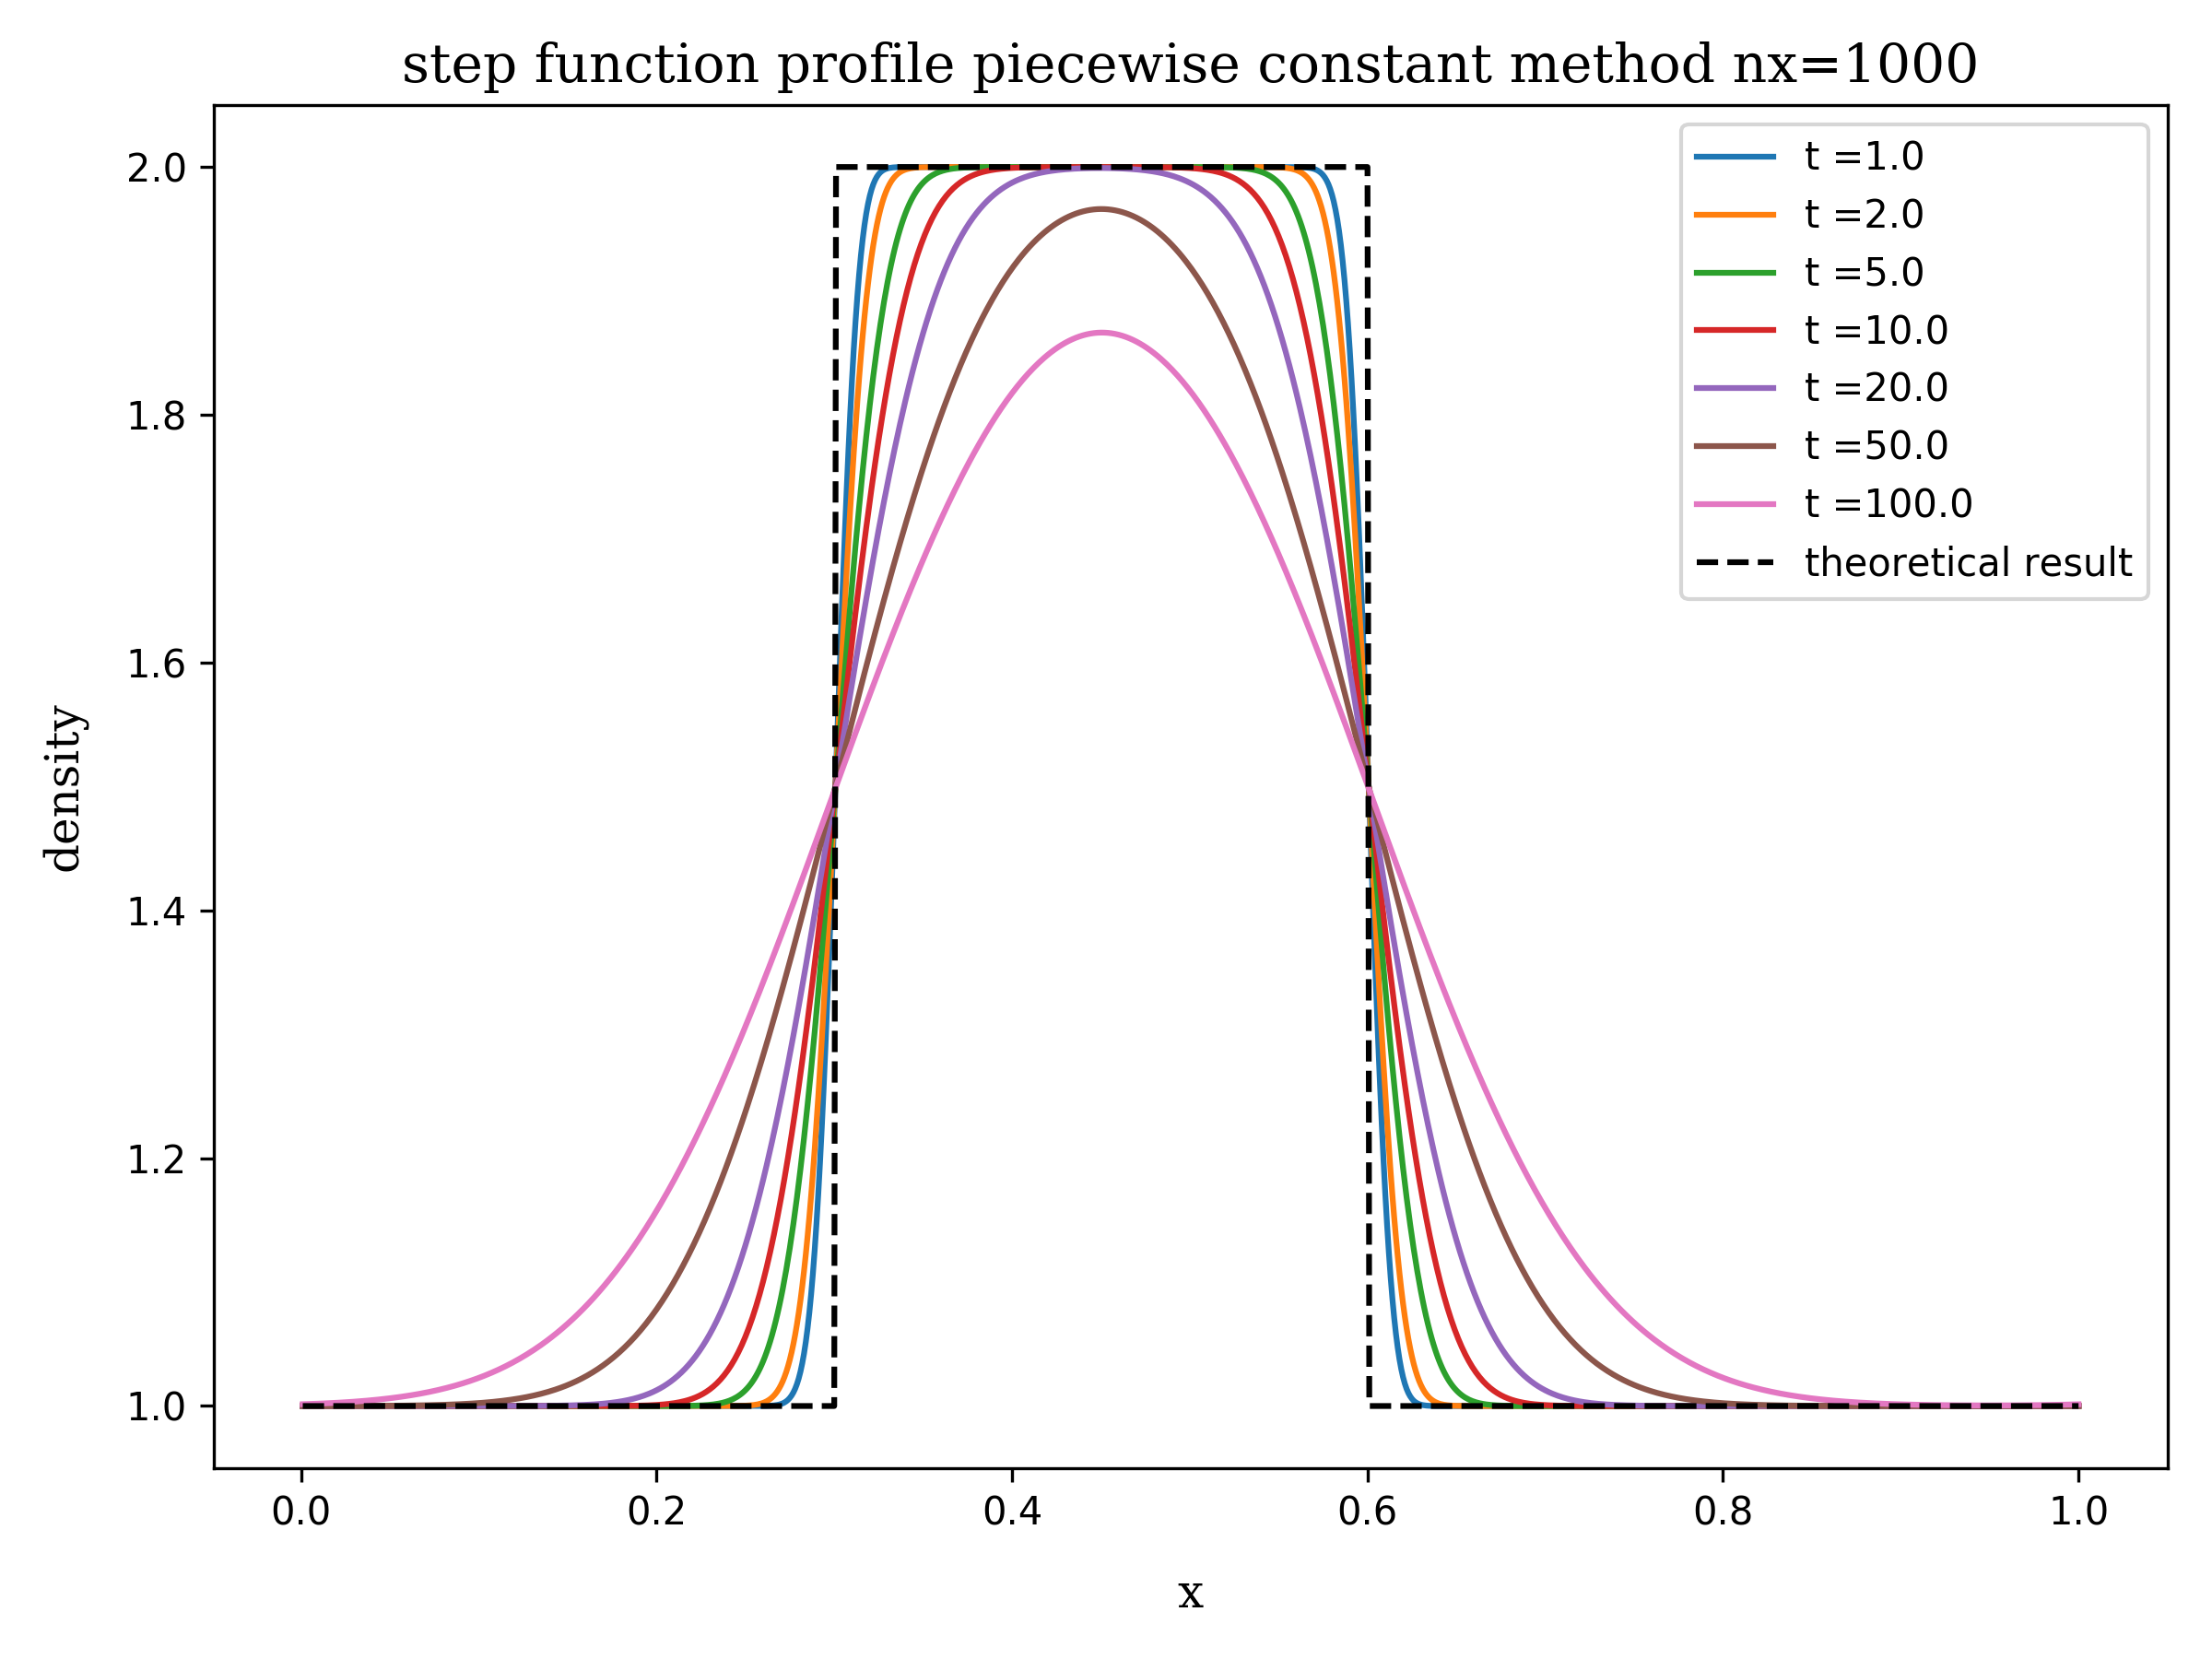 step function profile piecewise constant method nx=1000
t =1.0
t =2.0
t =5.0
t =10.0
t =20.0
t =50.0
t =100.0
theoretical result
2.0
1.8
1.6
1.4
1.2
1.0
density
0.0 0.2 0.4 0.6 0.8 1.0
x